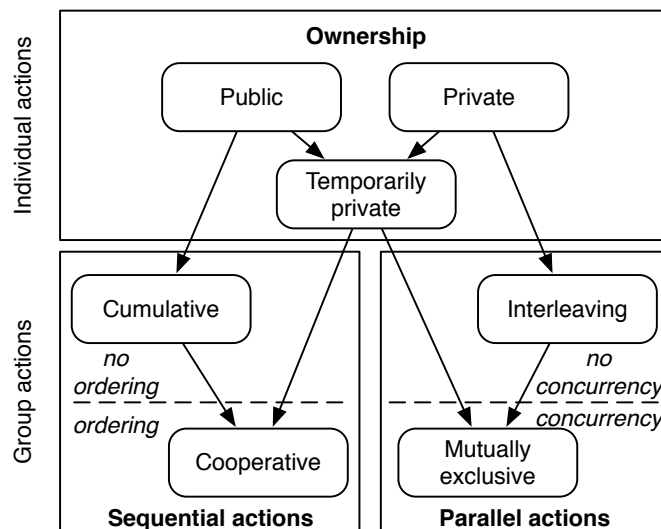 Individual actions
Ownership
Public
Private
Temporarily
private
Group actions
Cumulative
no
ordering
ordering
Cooperative
Sequential actions
Interleaving
no
concurrency
concurrency
Mutually
exclusive
Parallel actions